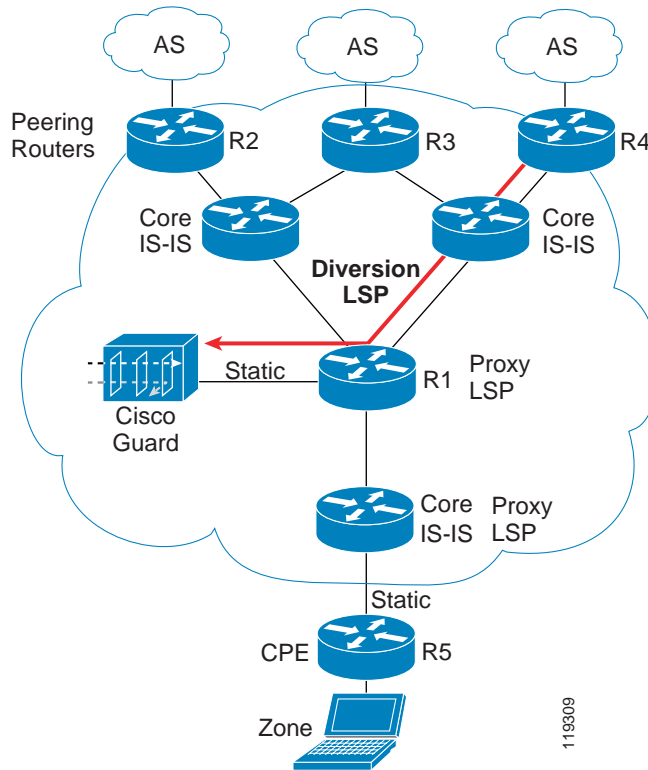 AS
AS
AS
Peering
Routers
R2
R3
R4
Core
IS-IS
Core
IS-IS
Diversion
LSP
Static
R1
Proxy
LSP
Cisco
Guard
Core
IS-IS
Proxy
LSP
Static
CPE
R5
Zone
119309